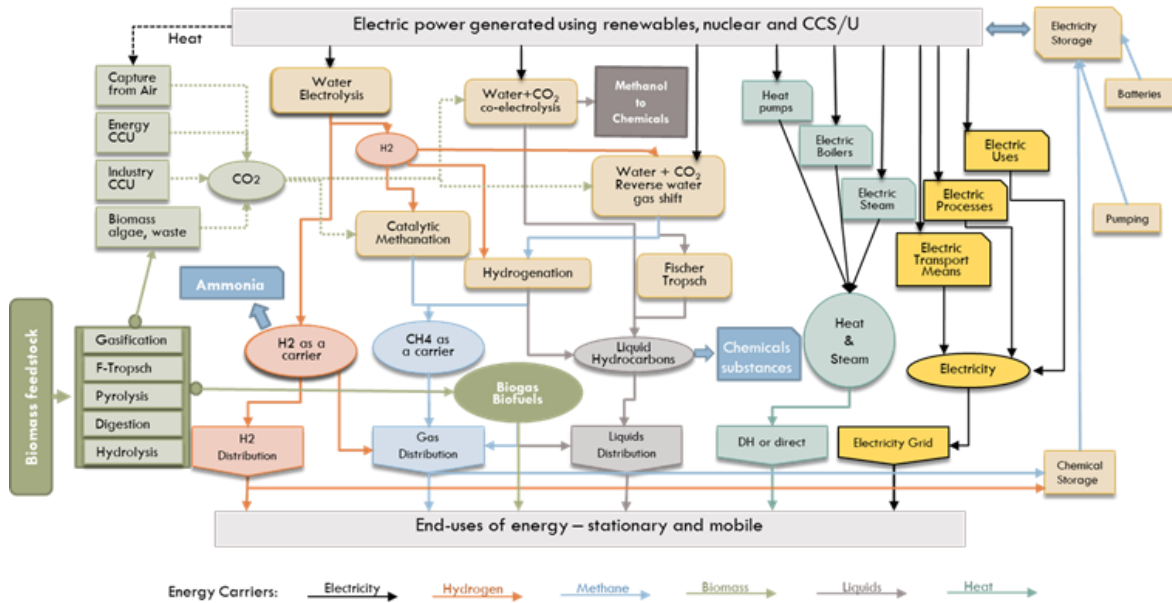 Electric power generated using renewables, nuclear and CCS/U
Heat
Electricity
Storage
Batteries
Pumping
Capture
from Air
Energy
CCU
Industry
CCU
Biomass
algae, waste
CO2
Water
Electrolysis
H2
Water+CO2
co-electrolysis
Methanol
to
Chemicals
Water + CO2
Reverse water
gas shift
Catalytic
Methanation
Hydrogenation
Fischer
Tropsch
Heat
pumps
Electric
Boilers
Electric
Steam
Electric
Uses
Electric
Processes
Electric
Transport
Means
Ammonia
H2 as a
carrier
CH4 as
a carrier
Liquid
Hydrocarbons
Chemicals
substances
Heat
&
Steam
Electricity
Biomass feedstock
Gasification
F-Tropsch
Pyrolysis
Digestion
Hydrolysis
Biogas
Biofuels
H2
Distribution
Gas
Distribution
Liquids
Distribution
DH or direct
Electricity Grid
Chemical
Storage
End-uses of energy – stationary and mobile
Energy Carriers:
Electricity
Hydrogen
Methane
Biomass
Liquids
Heat